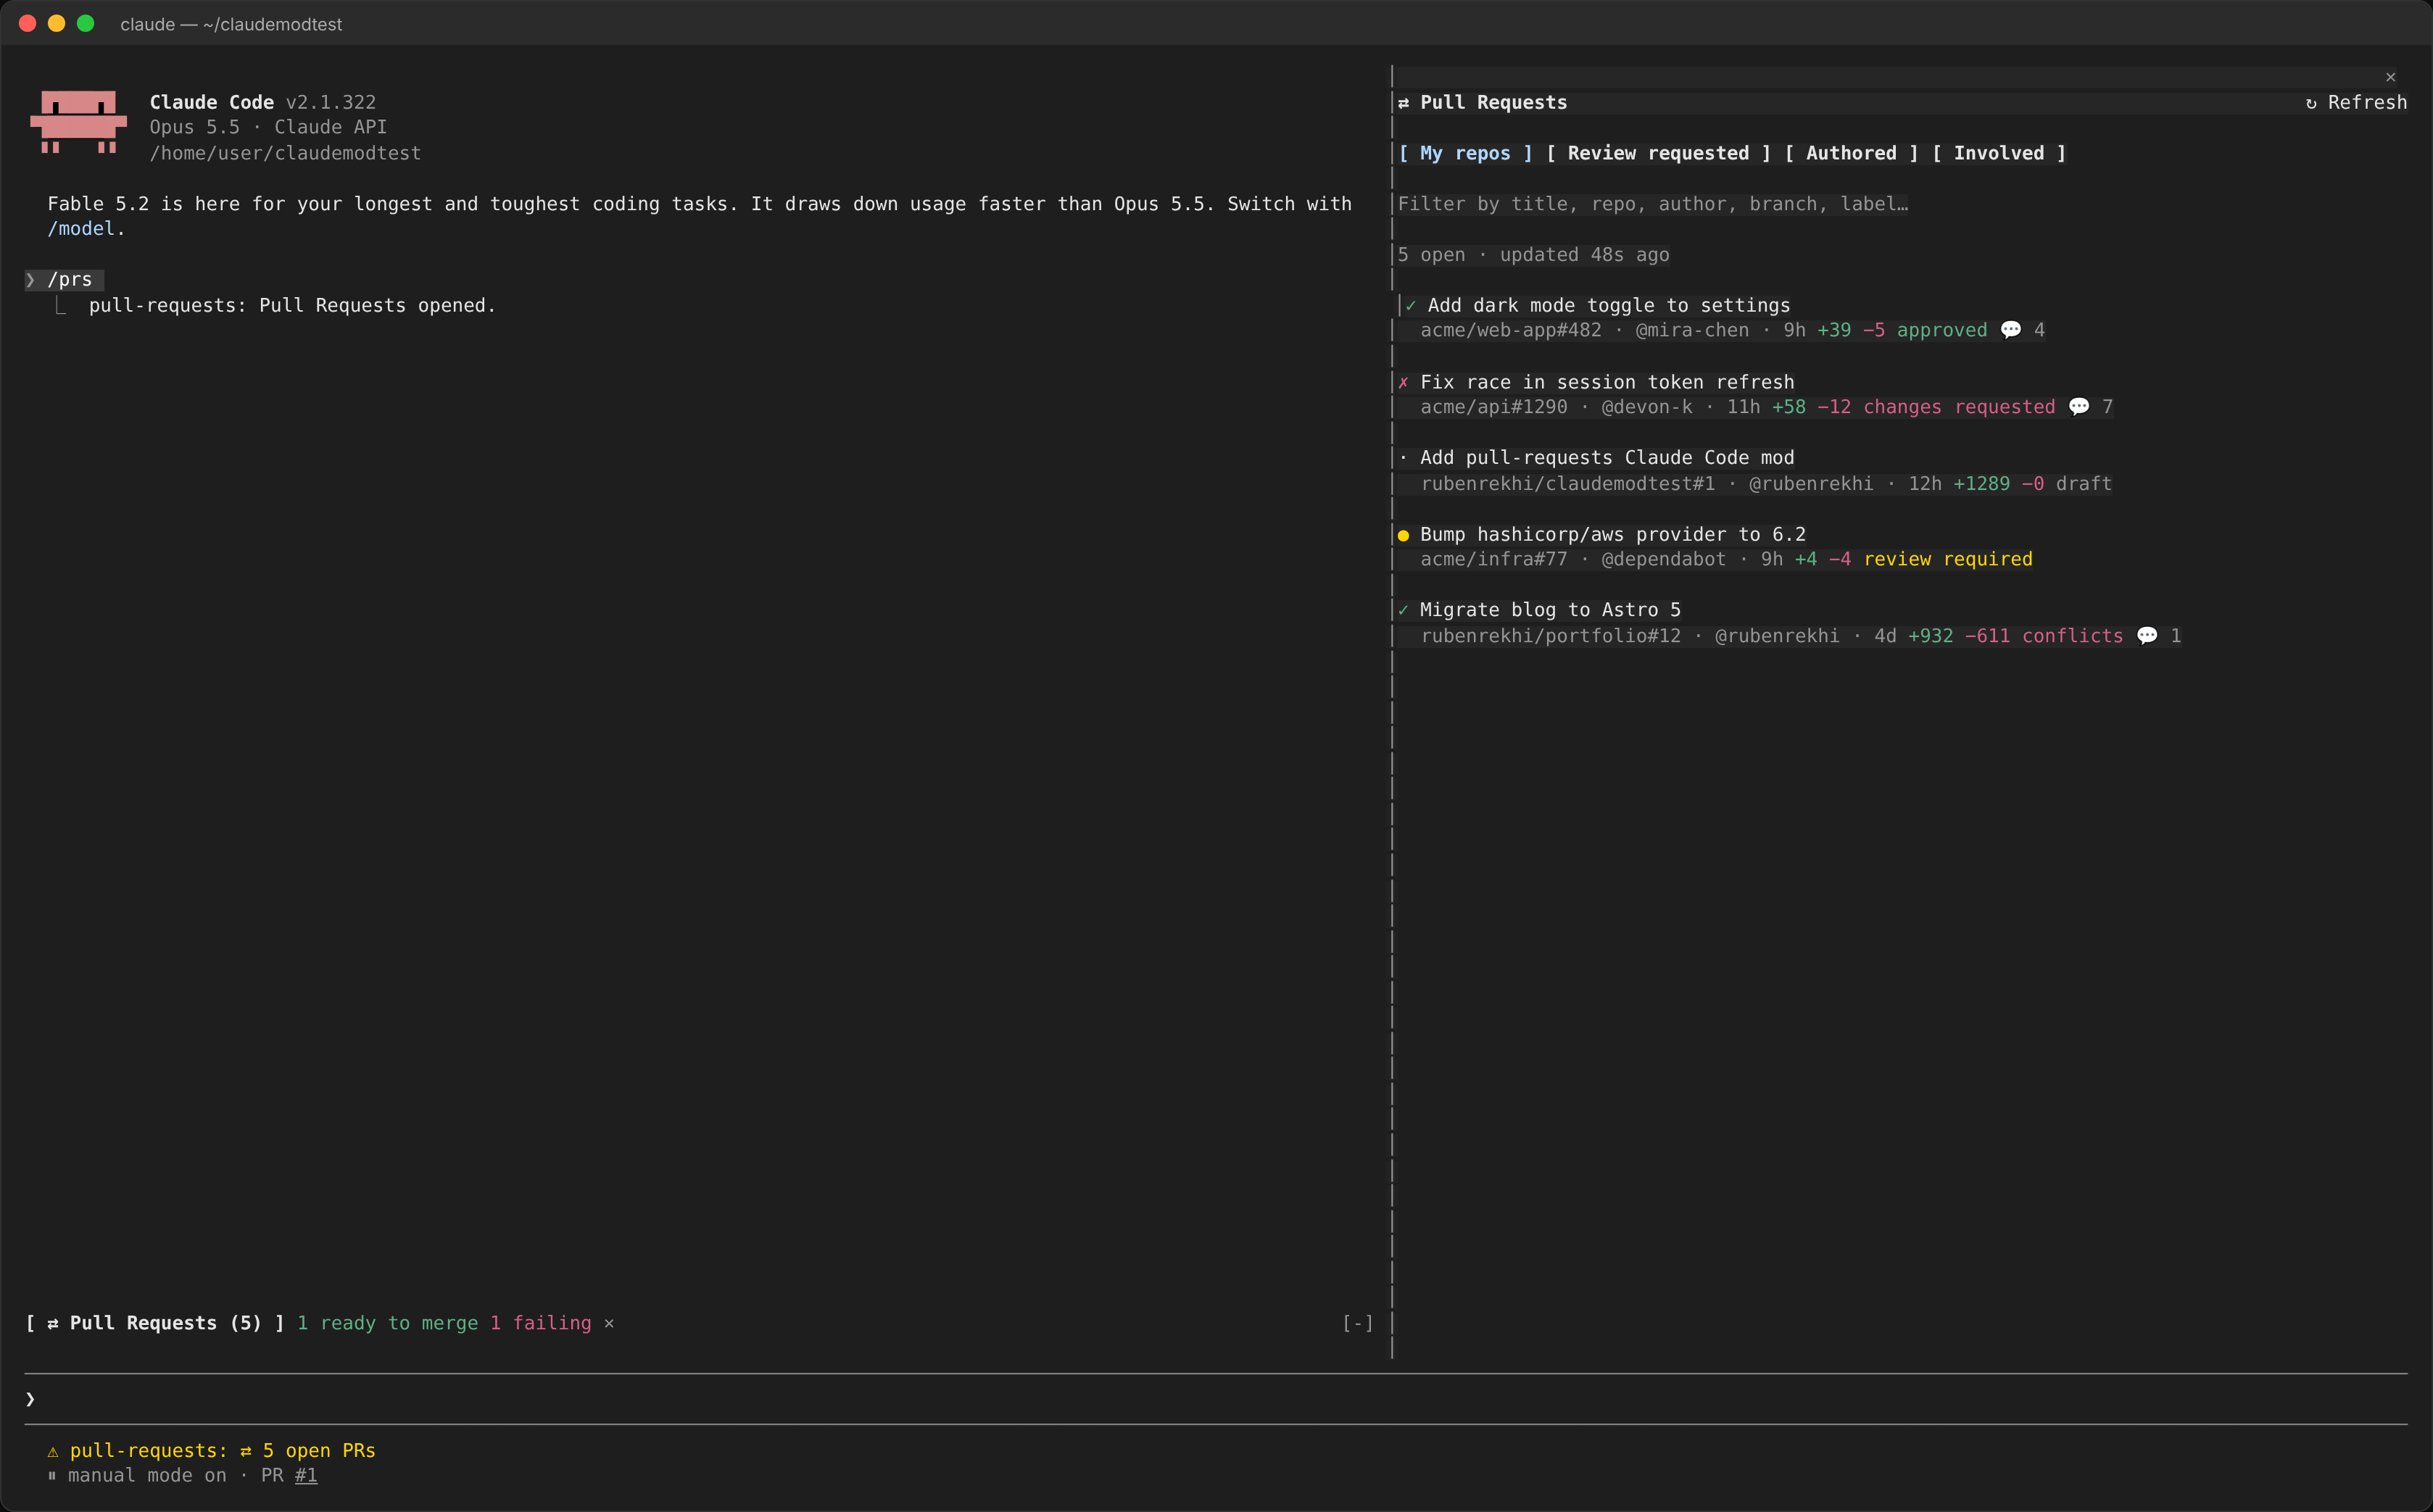 claude — ~/claudemodtest
Claude Code v2.1.322
Opus 5.5 · Claude API
/home/user/claudemodtest
Fable 5.2 is here for your longest and toughest coding tasks. It draws down usage faster than Opus 5.5. Switch with
/model.
❯ /prs
⎿ pull-requests: Pull Requests opened.
[ ⇄ Pull Requests (5) ] 1 ready to merge 1 failing × [-]
×
⇄ Pull Requests ↻ Refresh
[ My repos ] [ Review requested ] [ Authored ] [ Involved ]
Filter by title, repo, author, branch, label…
5 open · updated 48s ago
✓ Add dark mode toggle to settings
acme/web-app#482 · @mira-chen · 9h +39 −5 approved 💬 4
✗ Fix race in session token refresh
acme/api#1290 · @devon-k · 11h +58 −12 changes requested 💬 7
· Add pull-requests Claude Code mod
rubenrekhi/claudemodtest#1 · @rubenrekhi · 12h +1289 −0 draft
● Bump hashicorp/aws provider to 6.2
acme/infra#77 · @dependabot · 9h +4 −4 review required
✓ Migrate blog to Astro 5
rubenrekhi/portfolio#12 · @rubenrekhi · 4d +932 −611 conflicts 💬 1
❯
⚠ pull-requests: ⇄ 5 open PRs
⏸ manual mode on · PR #1